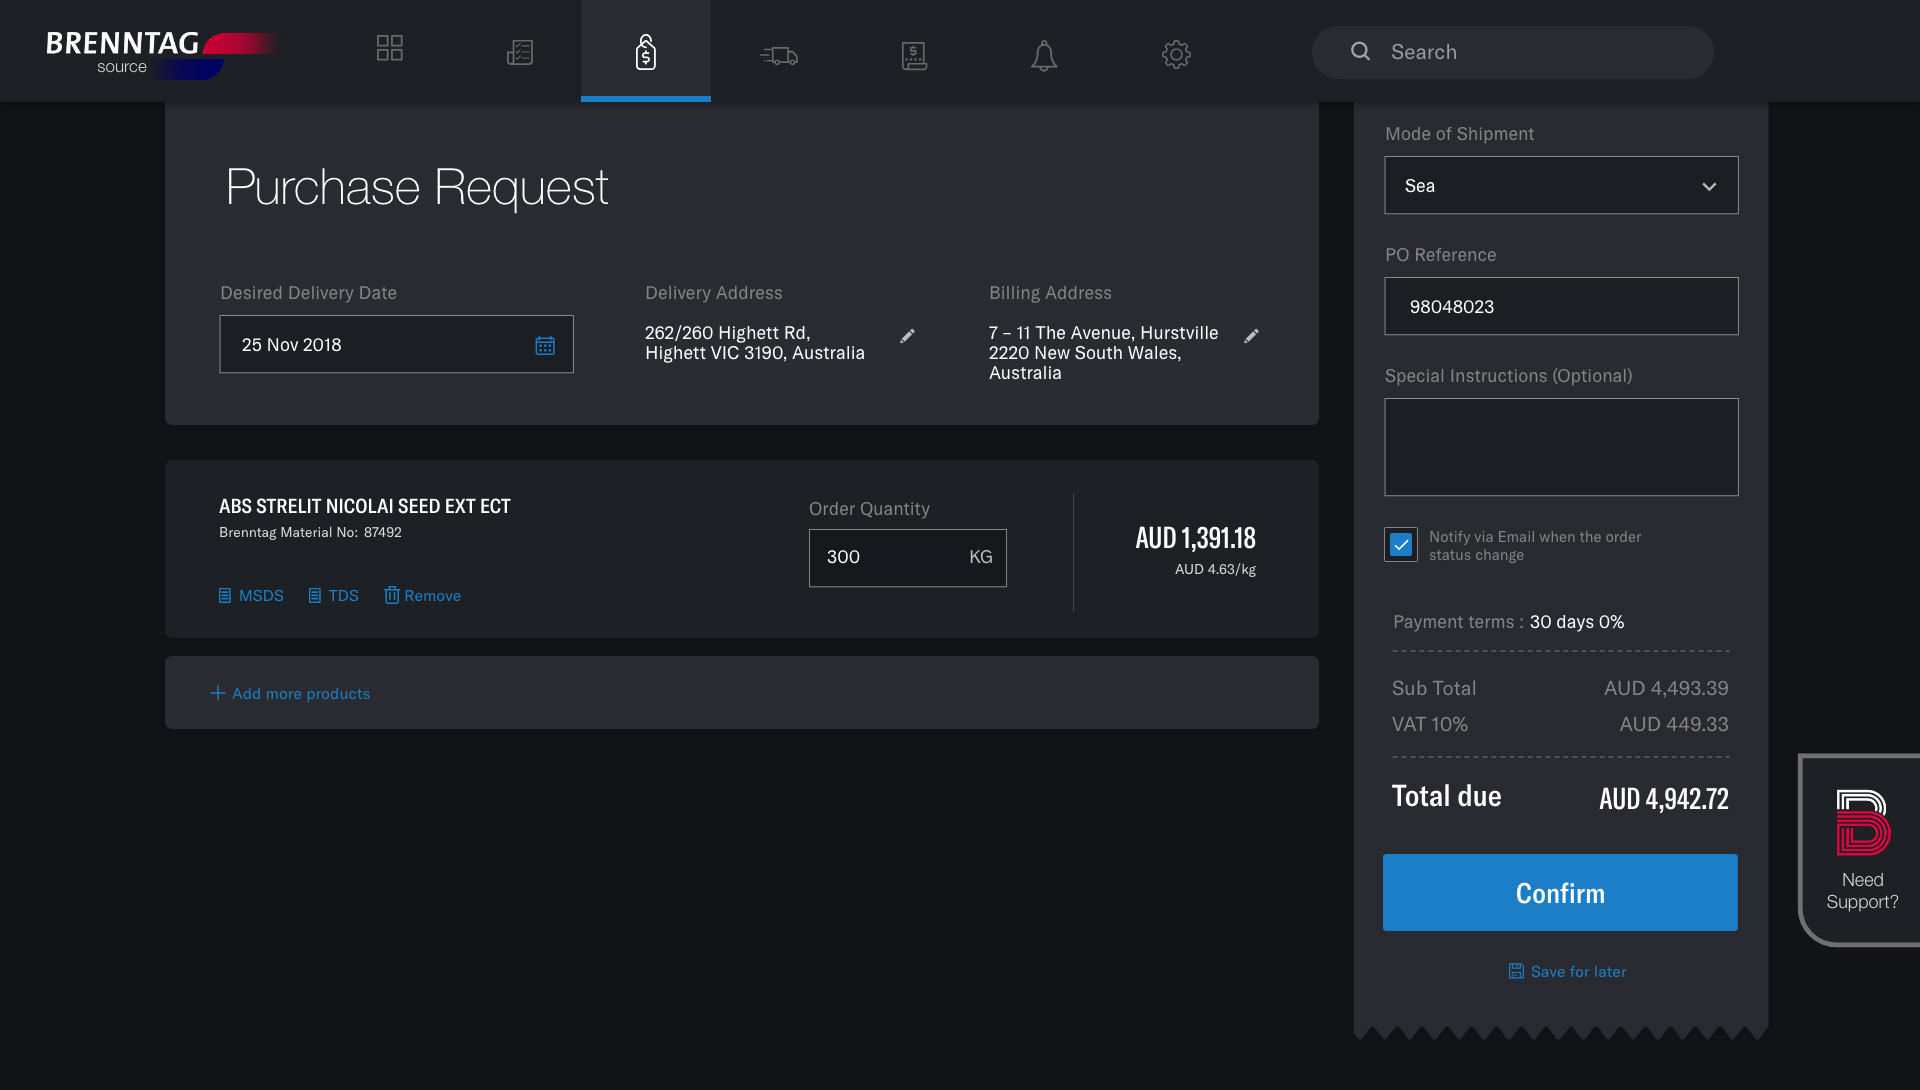 BRENNTAG
source
Search
Purchase Request
Desired Delivery Date
25 Nov 2018
Delivery Address
262/260 Highett Rd,
Highett VIC 3190, Australia
Billing Address
7 – 11 The Avenue, Hurstville
2220 New South Wales,
Australia
ABS STRELIT NICOLAI SEED EXT ECT
Brenntag Material No: 87492
MSDS
TDS
Remove
Order Quantity
300 KG
AUD 1,391.18
AUD 4.63/kg
Add more products
Mode of Shipment
Sea
PO Reference
98048023
Special Instructions (Optional)
Notify via Email when the order
status change
Payment terms : 30 days 0%
Sub Total AUD 4,493.39
VAT 10% AUD 449.33
Total due AUD 4,942.72
Confirm
Save for later
Need
Support?